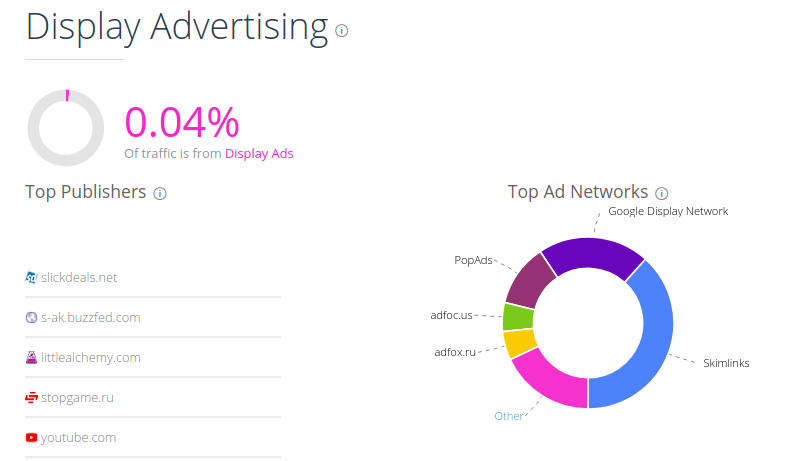 Display Advertising
0.04%
Of traffic is from Display Ads
Top Publishers
slickdeals.net
s-ak.buzzfed.com
littlealchemy.com
stopgame.ru
youtube.com
Top Ad Networks
Google Display Network
PopAds
adfoc.us
adfox.ru
Skimlinks
Other